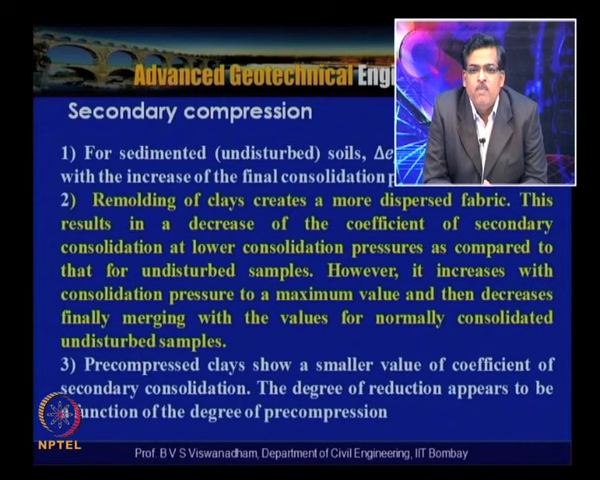 Advanced Geotechnical Engi
Secondary compression
1) For sedimented (undisturbed) soils, Δe
with the increase of the final consolidation p
2) Remolding of clays creates a more dispersed fabric. This
results in a decrease of the coefficient of secondary
consolidation at lower consolidation pressures as compared to
that for undisturbed samples. However, it increases with
consolidation pressure to a maximum value and then decreases
finally merging with the values for normally consolidated
undisturbed samples.
3) Precompressed clays show a smaller value of coefficient of
secondary consolidation. The degree of reduction appears to be
a function of the degree of precompression
NPTEL
Prof. B V S Viswanadham, Department of Civil Engineering, IIT Bombay